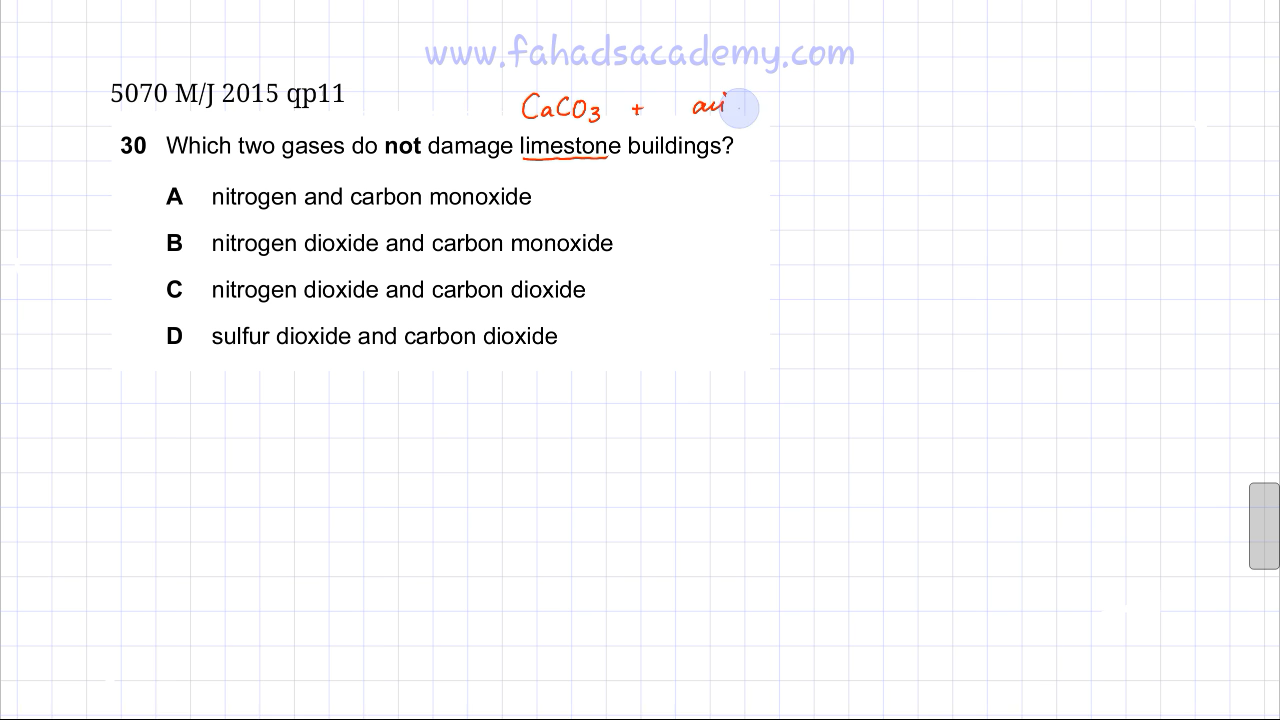 www.fahadsacademy.com
5070 M/J 2015 qp11
CaCO3 +
30 Which two gases do not damage limestone buildings?
A nitrogen and carbon monoxide
B nitrogen dioxide and carbon monoxide
C nitrogen dioxide and carbon dioxide
D sulfur dioxide and carbon dioxide